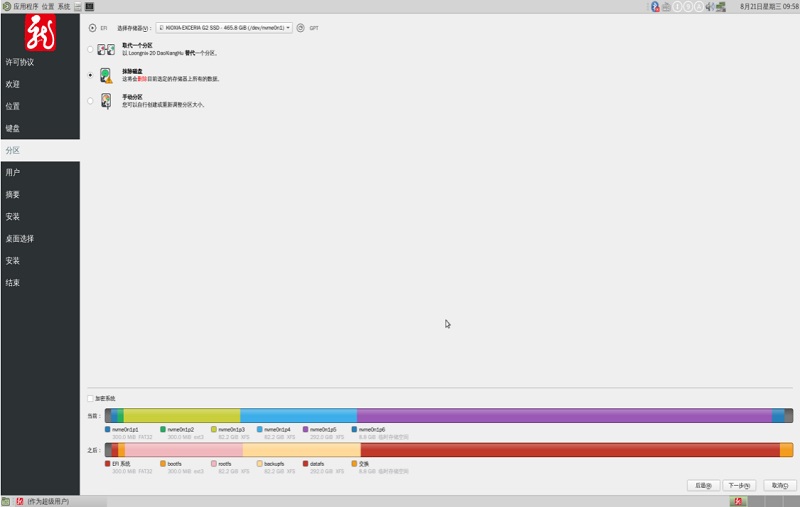 应用程序 位置 系统
8月21日星期三 09:58
许可协议
欢迎
位置
键盘
分区
用户
摘要
安装
桌面选择
安装
结束
EFI 选择存储器(V): KIOXIA-EXCERIA G2 SSD - 465.8 GiB (/dev/nvme0n1) GPT
取代一个分区
以 Loongnix-20 DaoXiangHu 替代一个分区。
抹除磁盘
这将会删除目前选定的存储器上所有的数据。
手动分区
您可以自行创建或重新调整分区大小。
加密系统
当前:
nvme0n1p1 nvme0n1p2 nvme0n1p3 nvme0n1p4 nvme0n1p5 nvme0n1p6
300.0 MiB FAT32 300.0 MiB ext3 82.2 GiB XFS 82.2 GiB XFS 292.0 GiB XFS 8.8 GiB 临时存储空间
之后:
EFI 系统 bootfs rootfs backupfs datafs 交换
300.0 MiB FAT32 300.0 MiB ext3 82.2 GiB XFS 82.2 GiB XFS 292.0 GiB XFS 8.8 GiB 临时存储空间
后退(B) 下一步(N) 取消(C)
(作为超级用户)